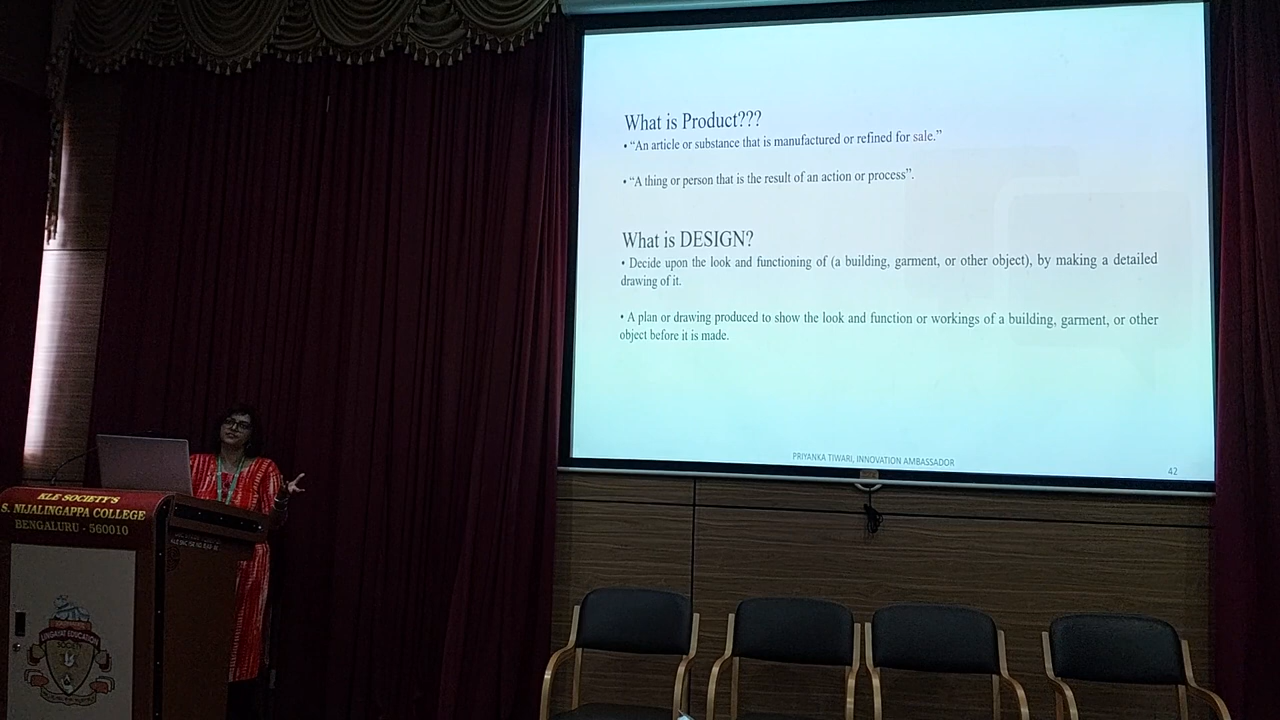 What is Product???
• “An article or substance that is manufactured or refined for sale.”
• “A thing or person that is the result of an action or process”.
What is DESIGN?
• Decide upon the look and functioning of (a building, garment, or other object), by making a detailed
drawing of it.
• A plan or drawing produced to show the look and function or workings of a building, garment, or other
object before it is made.
PRIYANKA TIWARI, INNOVATION AMBASSADOR
42
KLE SOCIETY'S
S. NIJALINGAPPA COLLEGE
BENGALURU - 560010
LINGAYAT EDUCATION